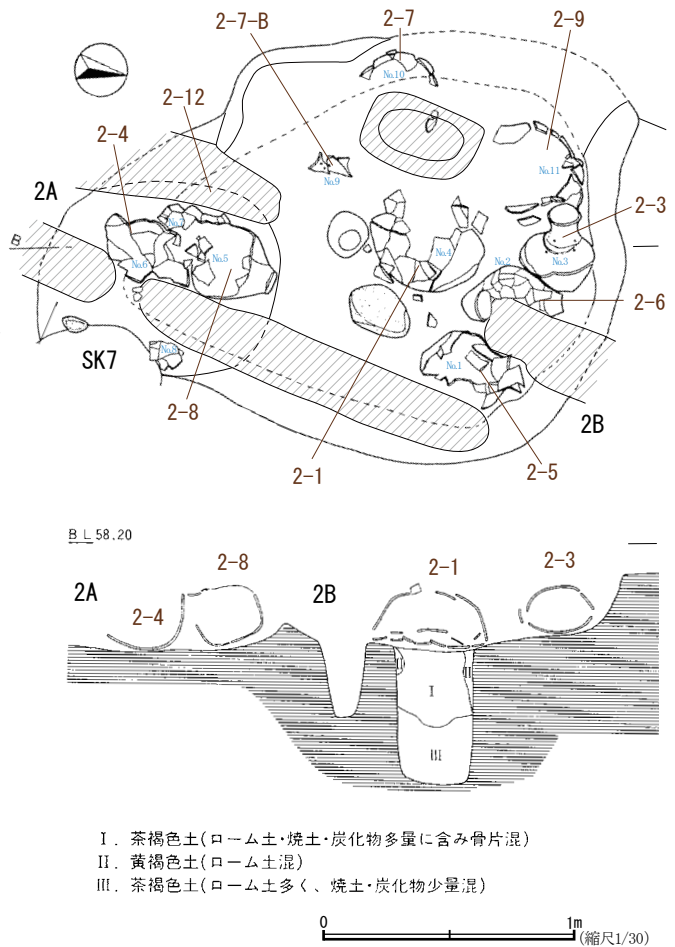 2-7
2-7-B
2-9
No.10
2-12
2-4
No.9
No.11
2A
2-3
No.7
B
No.6
No.5
No.4
No.2
No.3
2-6
SK7
No.8
No.1
2-8
2B
2-1
2-5
B L 58,20
2-8
2-1
2-3
2A
2B
2-4
I
II
II
III
I. 茶褐色土(ローム土・焼土・炭化物多量に含み骨片混)
II. 黄褐色土(ローム土混)
III. 茶褐色土(ローム土多く、焼土・炭化物少量混)
0
1m
(縮尺1/30)